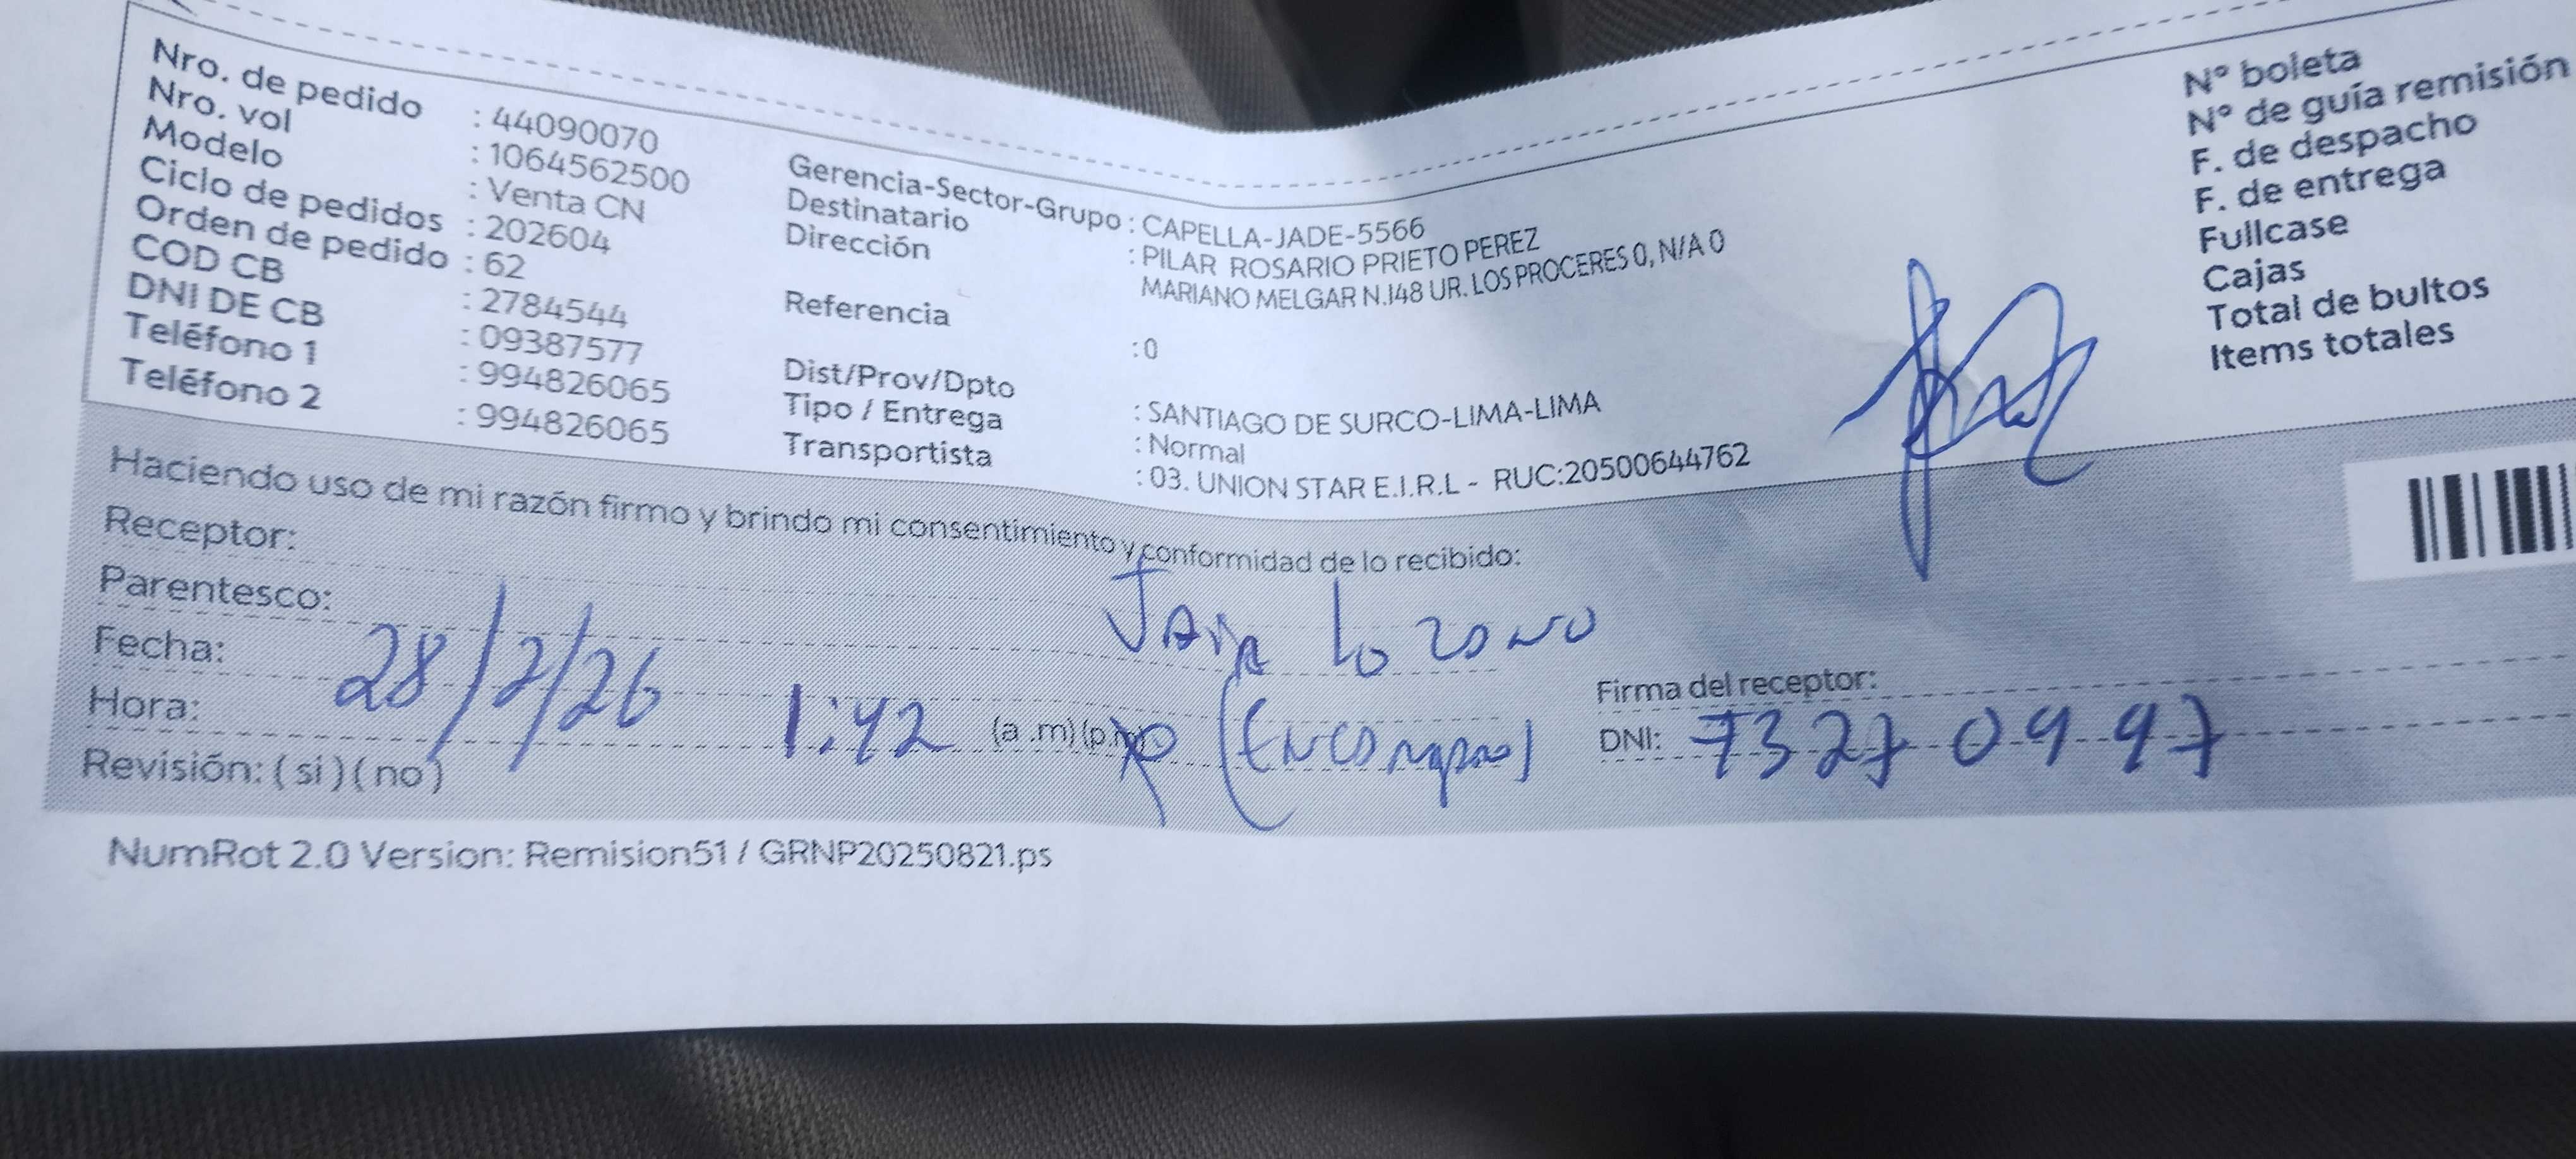 Nro. de pedido : 44090070
Nro. vol : 1064562500
Modelo : Venta CN
Ciclo de pedidos : 202604
Orden de pedido : 62
COD CB : 2784544
DNI DE CB : 09387577
Teléfono 1 : 994826065
Teléfono 2 : 994826065
Gerencia-Sector-Grupo : CAPELLA-JADE-5566
Destinatario : PILAR ROSARIO PRIETO PEREZ
Dirección MARIANO MELGAR N.148 UR. LOS PROCERES 0, N/A 0
Referencia : 0
Dist/Prov/Dpto : SANTIAGO DE SURCO-LIMA-LIMA
Tipo / Entrega : Normal
Transportista : 03. UNION STAR E.I.R.L - RUC:20500644762
N° boleta
N° de guía remisión
F. de despacho
F. de entrega
Fullcase
Cajas
Total de bultos
Items totales
Haciendo uso de mi razón firmo y brindo mi consentimiento y conformidad de lo recibido:
Receptor: Lozano
Parentesco:
Fecha: 28/2/26
Hora: 1:42 (a .m) (p.m)
Revisión: ( si ) ( no )
Firma del receptor:
DNI: 73270497
NumRot 2.0 Version: Remision51 / GRNP20250821.ps